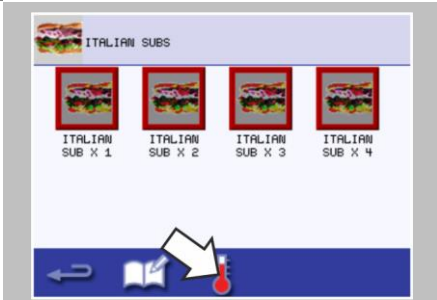 ITALIAN SUBS
ITALIAN SUB X 1
ITALIAN SUB X 2
ITALIAN SUB X 3
ITALIAN SUB X 4